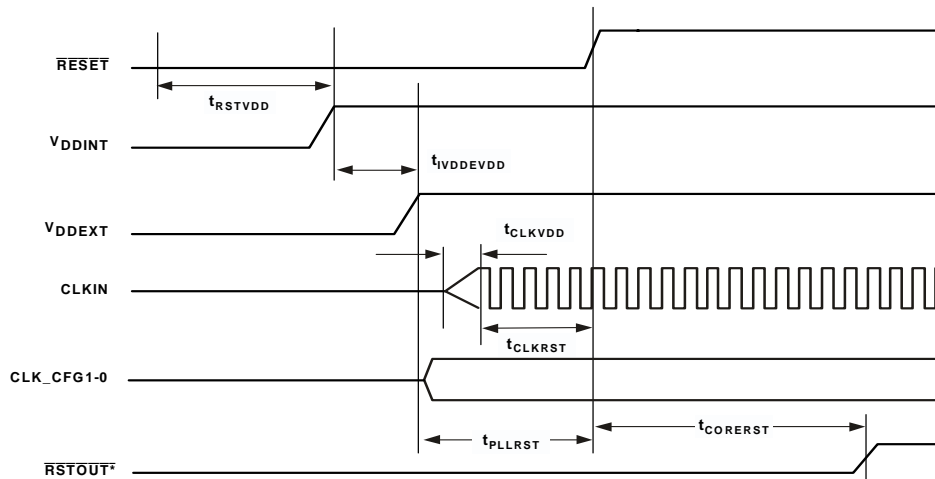 RESET
tRSTVDD
VDDINT
tIVDDEVDD
VDDEXT
tCLKVDD
CLKIN
tCLKRST
CLK_CFG1-0
tPLLRST
tCORERST
RSTOUT*